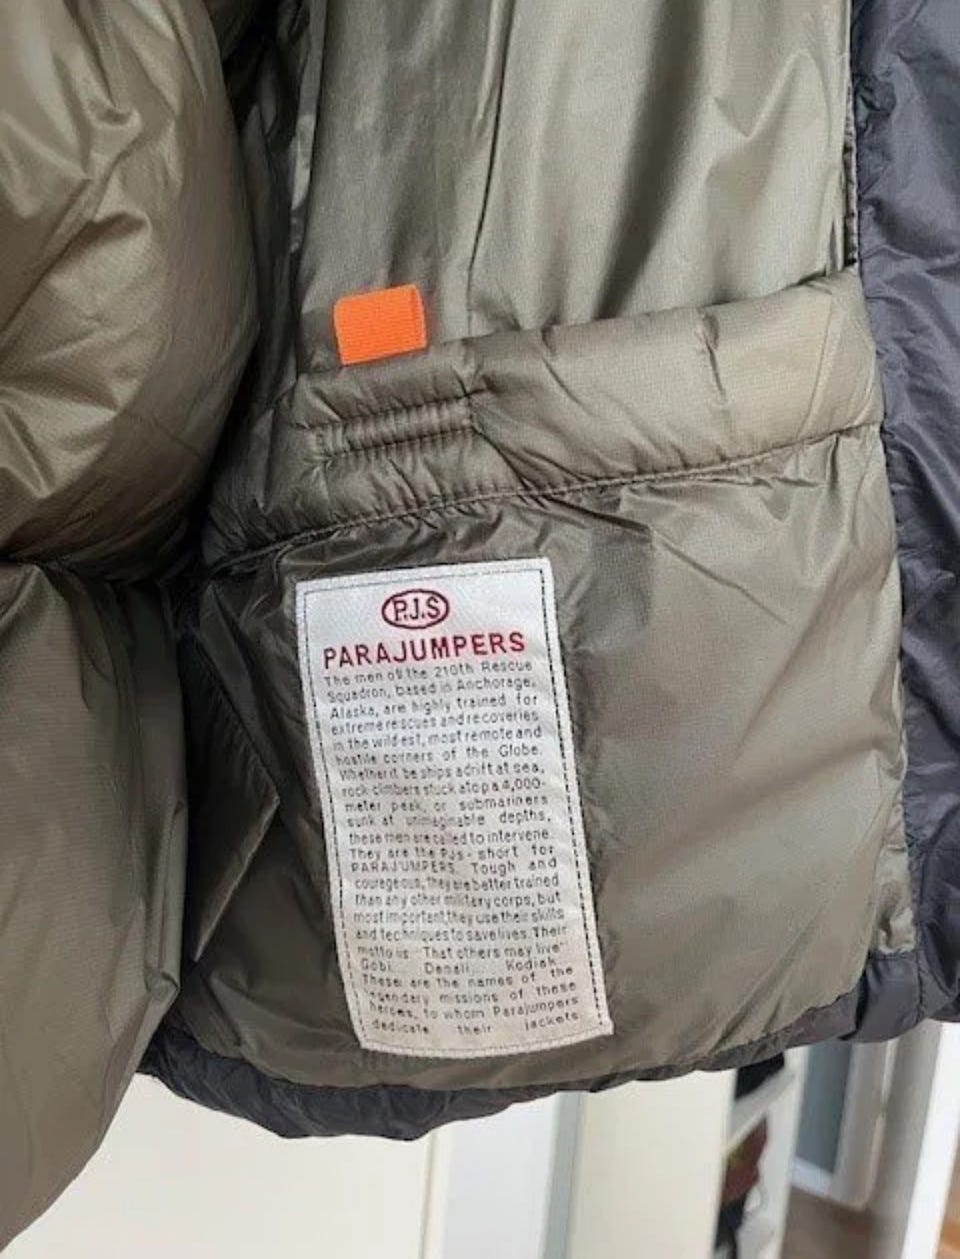 P.J.S
PARAJUMPERS
The men of the 210th Rescue
Squadron, based in Anchorage,
Alaska, are highly trained for
extreme rescues and recoveries
in the wildest, most remote and
hostile corners of the Globe.
Whether it be ships adrift at sea,
rock-climbers stuck atop a 4,000-
meter peak, or submariners
sunk at unimaginable depths,
these men are called to intervene.
They are the PJs - short for
PARAJUMPERS. Tough and
courageous, they are better trained
than any other military corps, but
most important, they use their skills
and techniques to save lives. Their
motto is "That others may live"
Gobi Denali Kodiak
These are the names of the
legendary missions of these
heroes, to whom Parajumpers
dedicate their jackets.